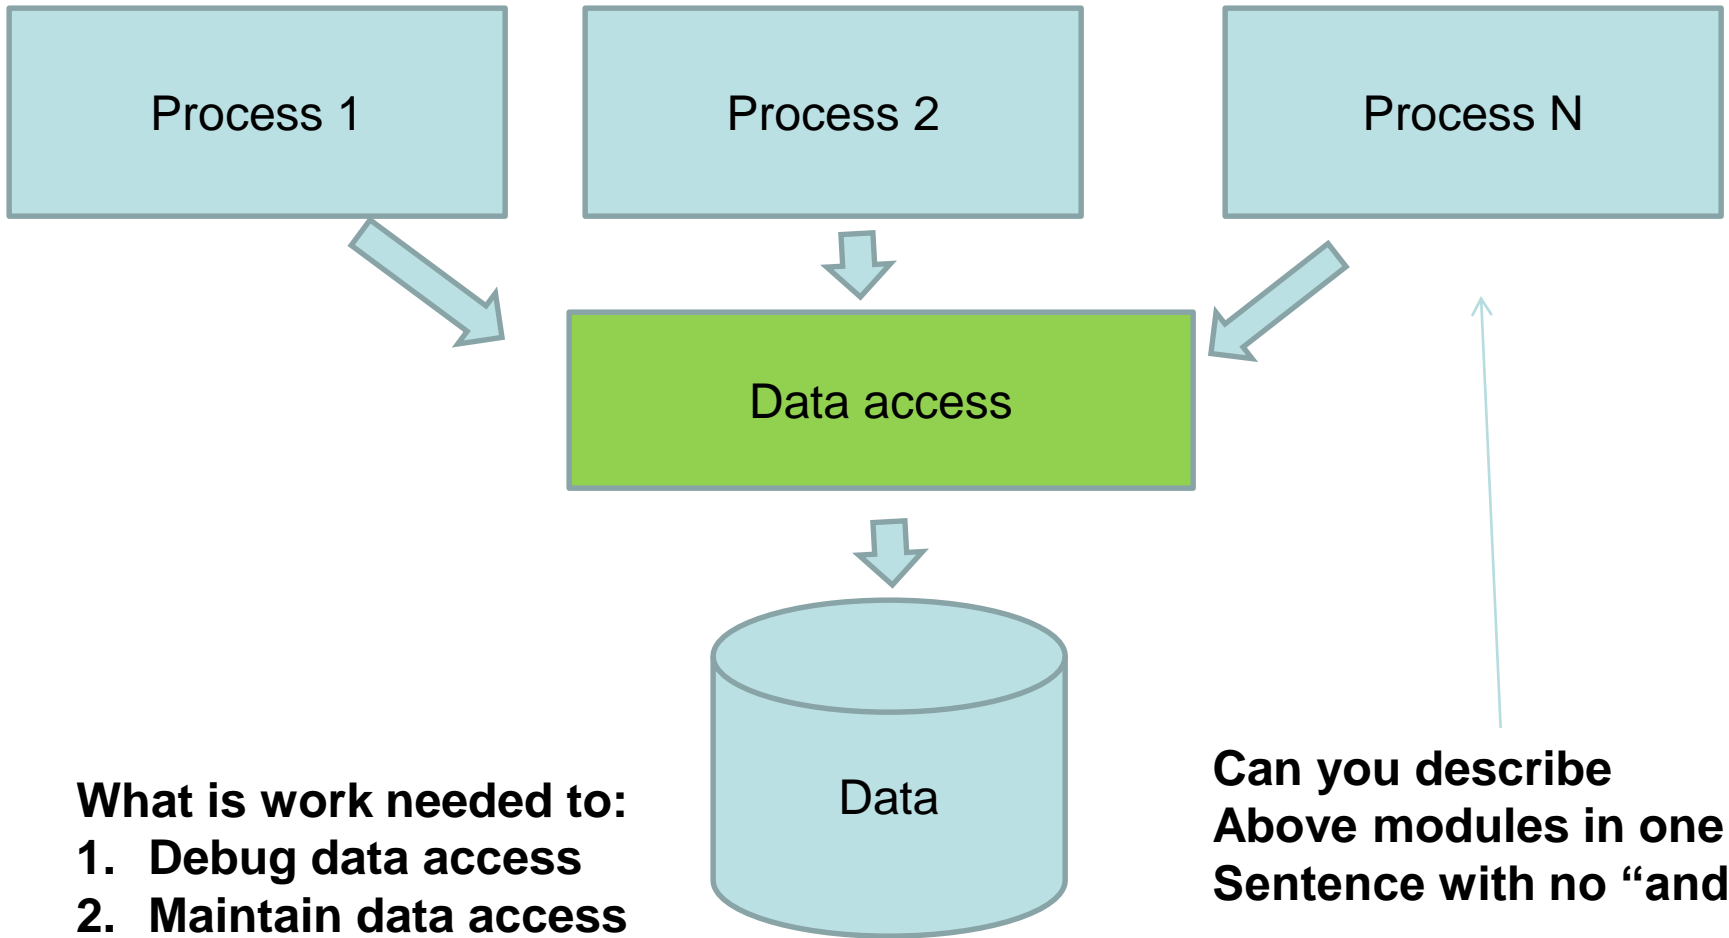 Process 1
Process 2
Process N
Data access
Data
What is work needed to:
1. Debug data access
2. Maintain data access
Can you describe
Above modules in one
Sentence with no “and